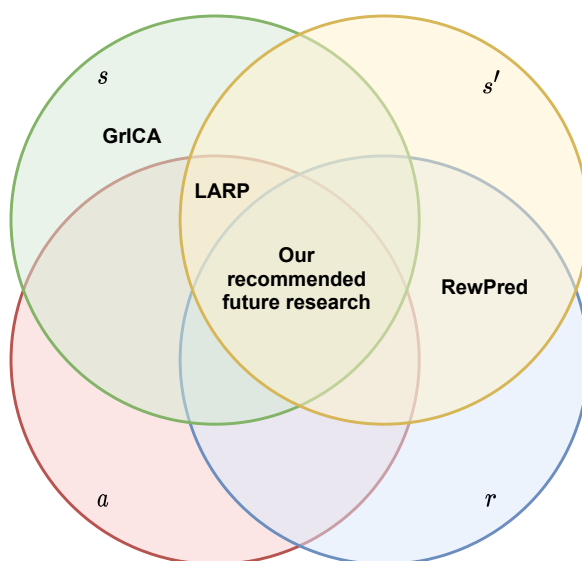 s
s′
GrICA
LARP
Our
recommended
future research
RewPred
a
r